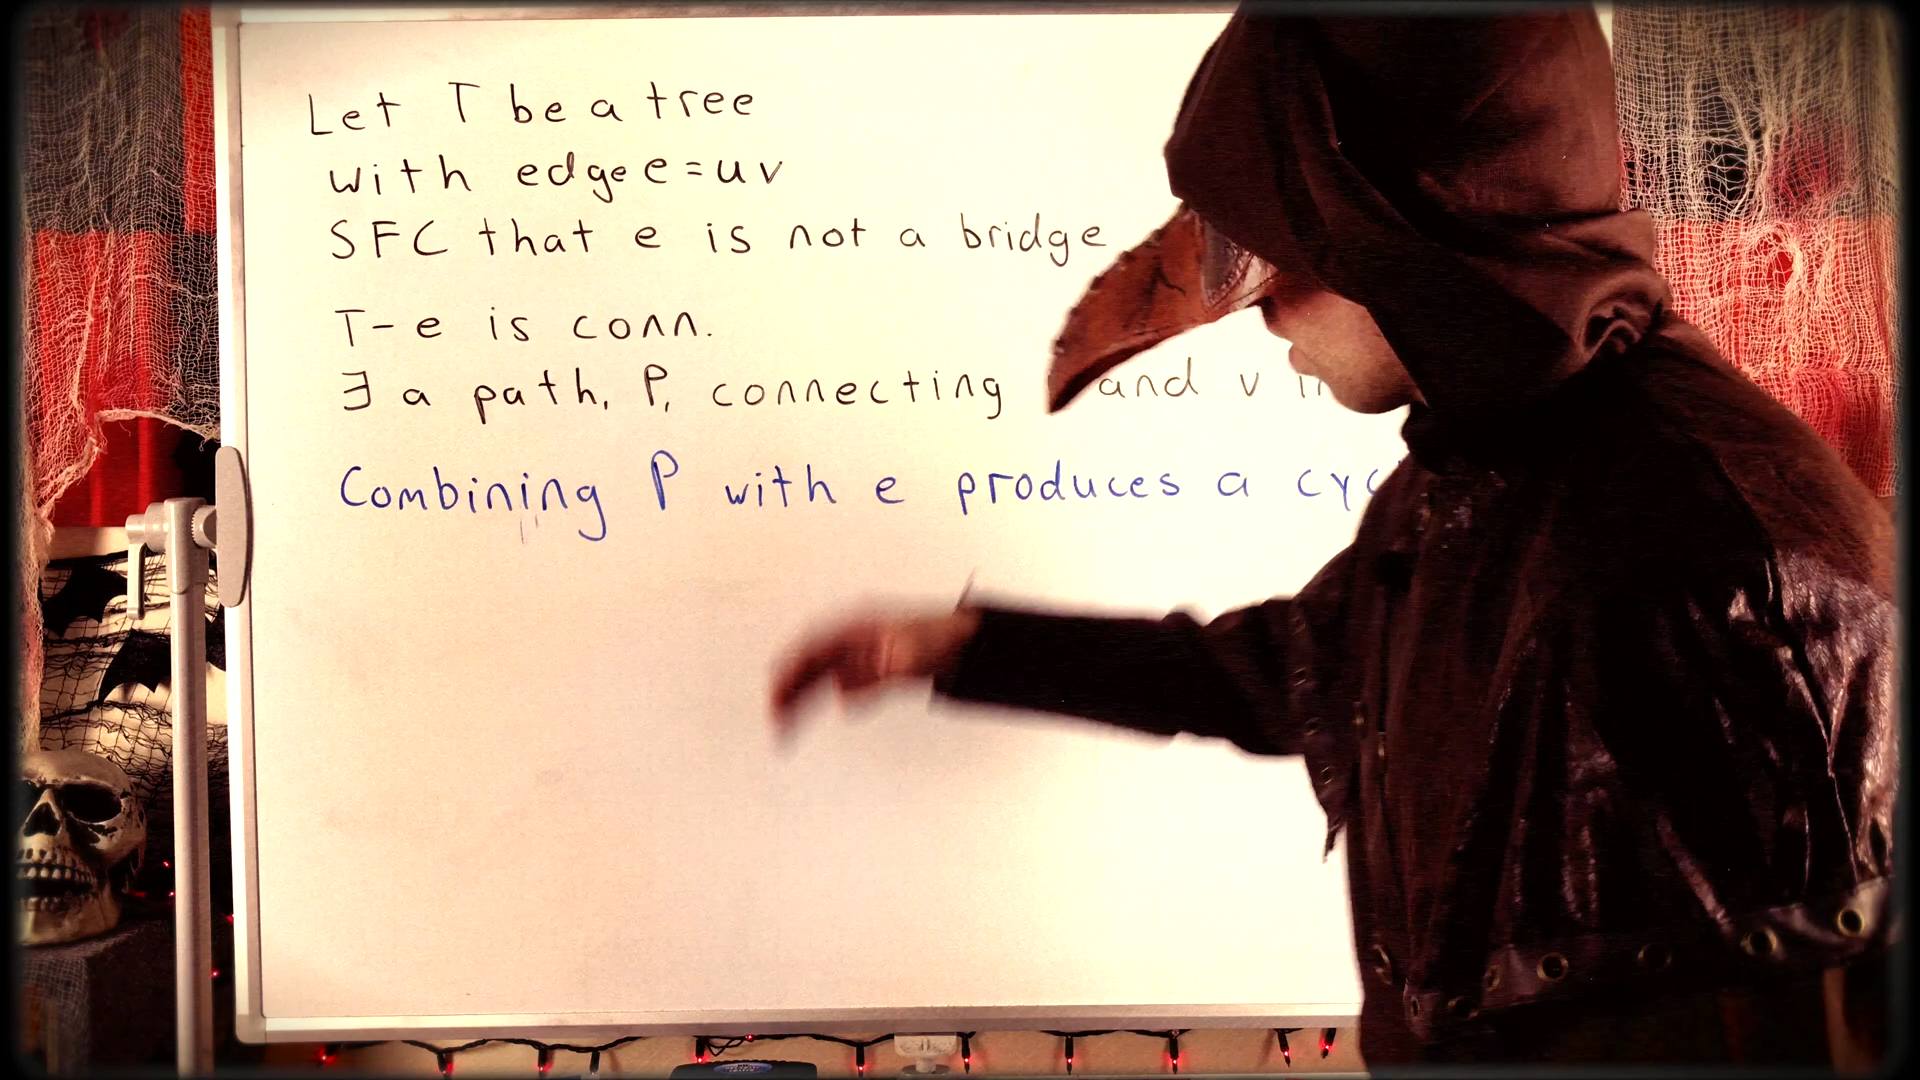 Let T be a tree
with edge e = uv
SFC that e is not a bridge
T - e is conn.
∃ a path, P, connecting and v
Combining P with e produces a